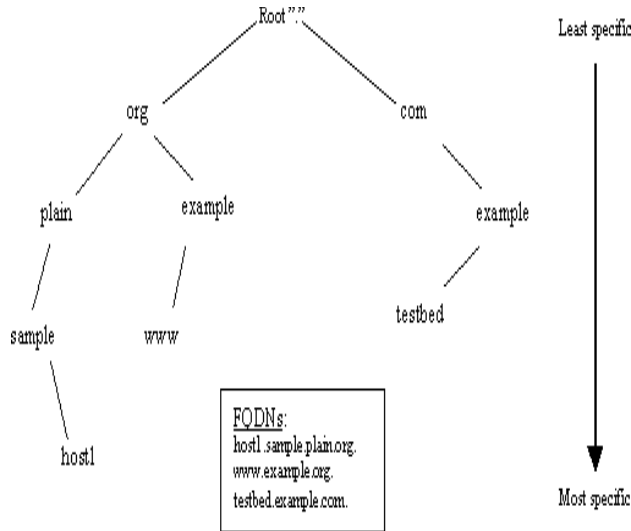 Root "."
Least specific
org
com
plain
example
example
testbed
sample
www
host1
FQDNs:
host1.sample.plain.org.
www.example.org.
testbed.example.com.
Most specific